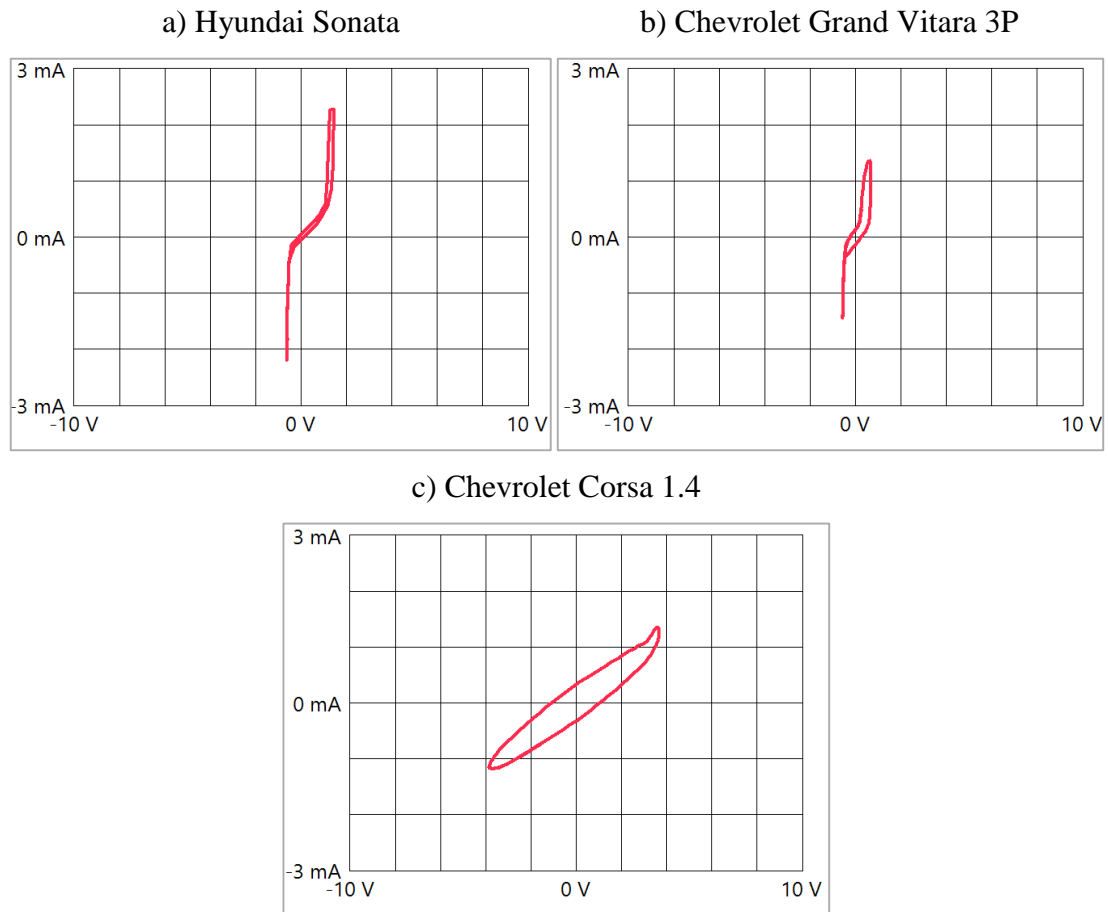 a) Hyundai Sonata
b) Chevrolet Grand Vitara 3P
3 mA
0 mA
-3 mA
-10 V
0 V
10 V
3 mA
0 mA
-3 mA
-10 V
0 V
10 V
c) Chevrolet Corsa 1.4
3 mA
0 mA
-3 mA
-10 V
0 V
10 V